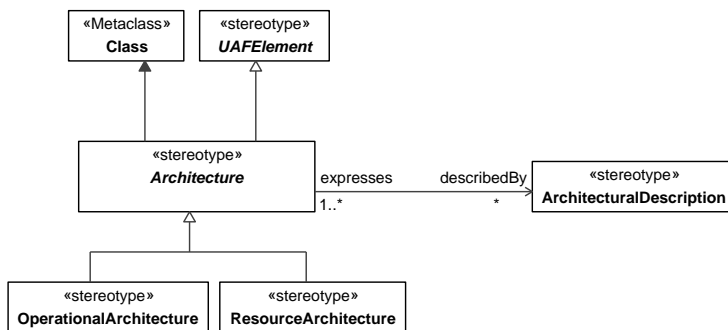 «Metaclass»
Class
«stereotype»
UAFElement
«stereotype»
Architecture
expresses
describedBy
1..*
*
«stereotype»
ArchitecturalDescription
«stereotype»
OperationalArchitecture
«stereotype»
ResourceArchitecture